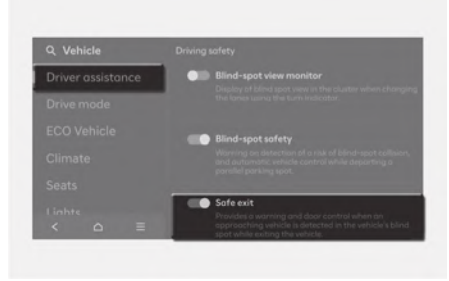 Vehicle
Driving safety
Driver assistance
Blind-spot view monitor
Display of blind spot view in the cluster when changing
the lanes using the turn indicator.
Drive mode
ECO Vehicle
Blind-spot safety
Warning on detection of a risk of blind-spot collision,
and automatic vehicle control while departing a
parallel parking spot.
Climate
Seats
Lights
Safe exit
Provides a warning and door control when an
approaching vehicle is detected in the vehicle's blind
spot while exiting the vehicle.